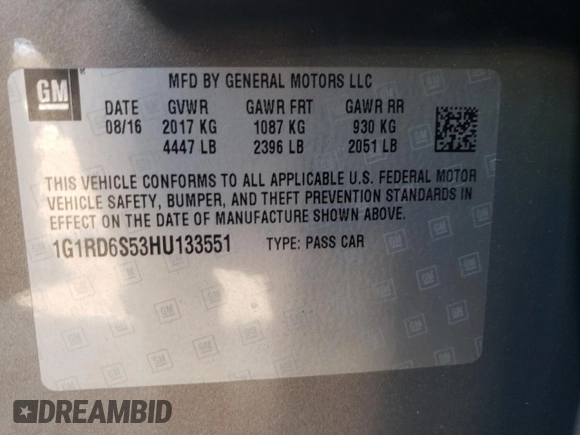 GM
MFD BY GENERAL MOTORS LLC
DATE GVWR GAWR FRT GAWR RR
08/16 2017 KG 1087 KG 930 KG
4447 LB 2396 LB 2051 LB
THIS VEHICLE CONFORMS TO ALL APPLICABLE U.S. FEDERAL MOTOR
VEHICLE SAFETY, BUMPER, AND THEFT PREVENTION STANDARDS IN
EFFECT ON THE DATE OF MANUFACTURE SHOWN ABOVE.
1G1RD6S53HU133551 TYPE: PASS CAR
DREAMBID